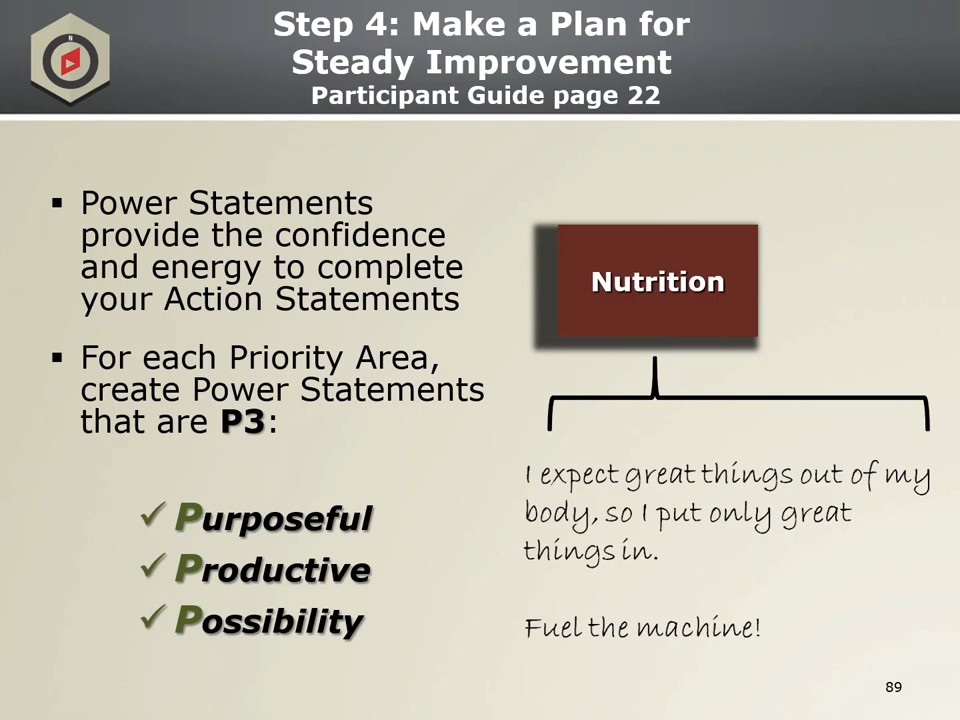 N
Step 4: Make a Plan for
Steady Improvement
Participant Guide page 22
▪ Power Statements
provide the confidence
and energy to complete
your Action Statements
▪ For each Priority Area,
create Power Statements
that are P3:
✓ Purposeful
✓ Productive
✓ Possibility
Nutrition
I expect great things out of my
body, so I put only great
things in.
Fuel the machine!
89